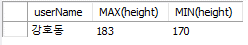 userName MAX(height) MIN(height)
강호동 183 170